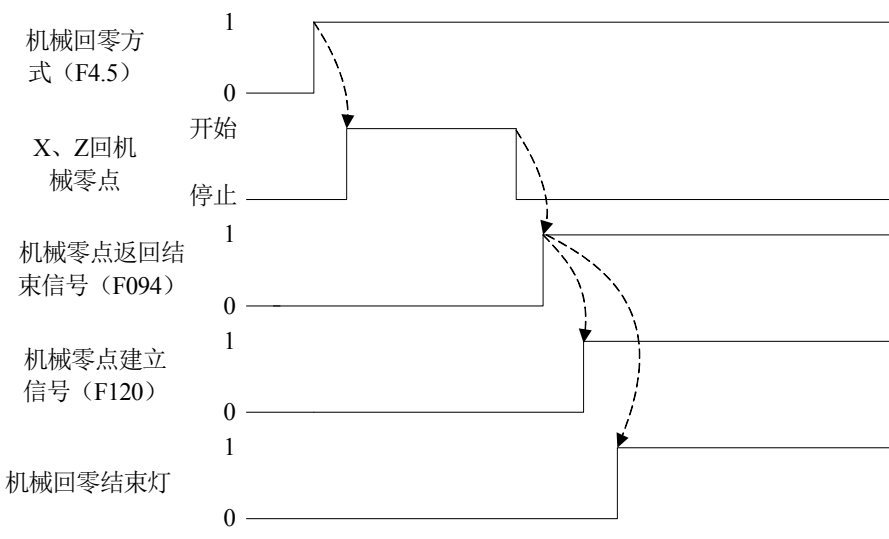 机械回零方
式（F4.5）
1
0
X、Z回机
械零点
开始
停止
机械零点返回结
束信号（F094）
1
0
机械零点建立
信号（F120）
1
0
机械回零结束灯
1
0